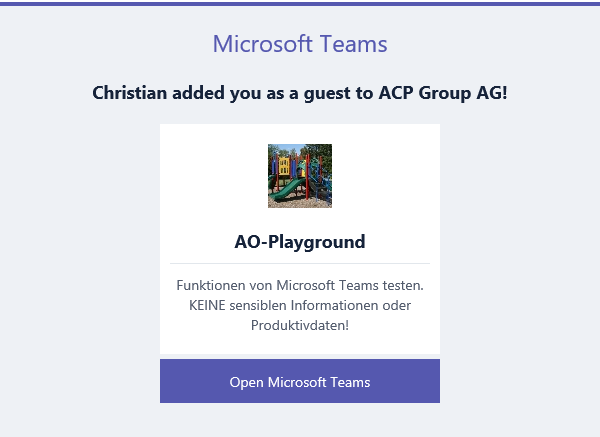 Microsoft Teams
Christian added you as a guest to ACP Group AG!
AO-Playground
Funktionen von Microsoft Teams testen.
KEINE sensiblen Informationen oder
Produktivdaten!
Open Microsoft Teams